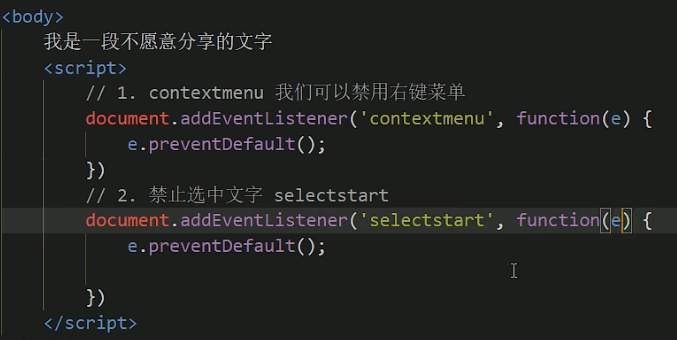 <body>
我是一段不愿意分享的文字
<script>
// 1. contextmenu 我们可以禁用右键菜单
document.addEventListener('contextmenu', function(e) {
e.preventDefault();
})
// 2. 禁止选中文字 selectstart
document.addEventListener('selectstart', function(e) {
e.preventDefault();
})
</script>